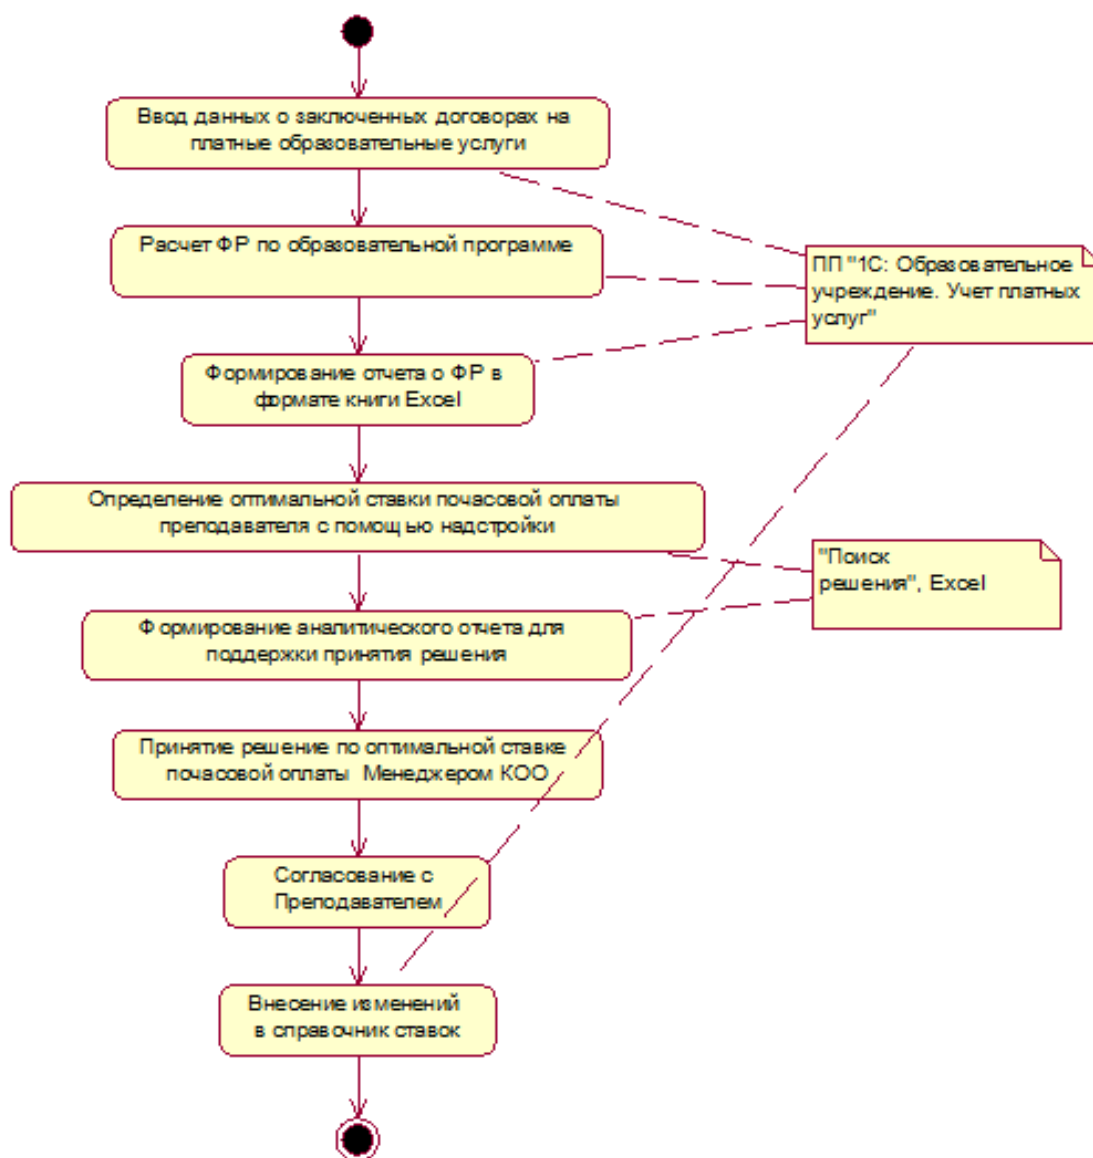 Ввод данных о заключенных договорах на
платные образовательные услуги
Расчет ФР по образовательной программе
ПП "1С: Образовательное
учреждение. Учет платных
услуг"
Формирование отчета о ФР в
формате книги Excel
Определение оптимальной ставки почасовой оплаты
преподавателя с помощью надстройки
"Поиск
решения", Excel
Формирование аналитического отчета для
поддержки принятия решения
Принятие решение по оптимальной ставке
почасовой оплаты Менеджером КОО
Согласование с
Преподавателем
Внесение изменений
в справочник ставок